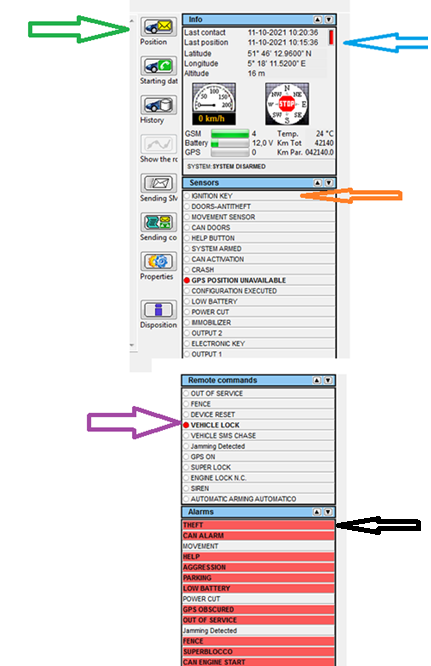 Position
Starting dat
History
Show the ro
Sending SM
Sending co
Properties
Disposition
Info
Last contact 11-10-2021 10:20:36
Last position 11-10-2021 10:15:36
Latitude 51° 46' 12.9600" N
Longitude 5° 18' 11.5200" E
Altitude 16 m
50 100 150
0 200
0 km/h
N NE E SE S SW W NW
STOP
GSM 4 Temp. 24 °C
Battery 12,0 V Km Tot 42140
GPS 0 Km Par. 042140.0
SYSTEM: SYSTEM DISARMED
Sensors
IGNITION KEY
DOORS-ANTITHEFT
MOVEMENT SENSOR
CAN DOORS
HELP BUTTON
SYSTEM ARMED
CAN ACTIVATION
CRASH
GPS POSITION UNAVAILABLE
CONFIGURATION EXECUTED
LOW BATTERY
POWER CUT
IMMOBILIZER
OUTPUT 2
ELECTRONIC KEY
OUTPUT 1
Remote commands
OUT OF SERVICE
FENCE
DEVICE RESET
VEHICLE LOCK
VEHICLE SMS CHASE
Jamming Detected
GPS ON
SUPER LOCK
ENGINE LOCK N.C.
SIREN
AUTOMATIC ARMING AUTOMATICO
Alarms
THEFT
CAN ALARM
MOVEMENT
HELP
AGGRESSION
PARKING
LOW BATTERY
POWER CUT
GPS OBSCURED
OUT OF SERVICE
Jamming Detected
FENCE
SUPERBLOCCO
CAN ENGINE START